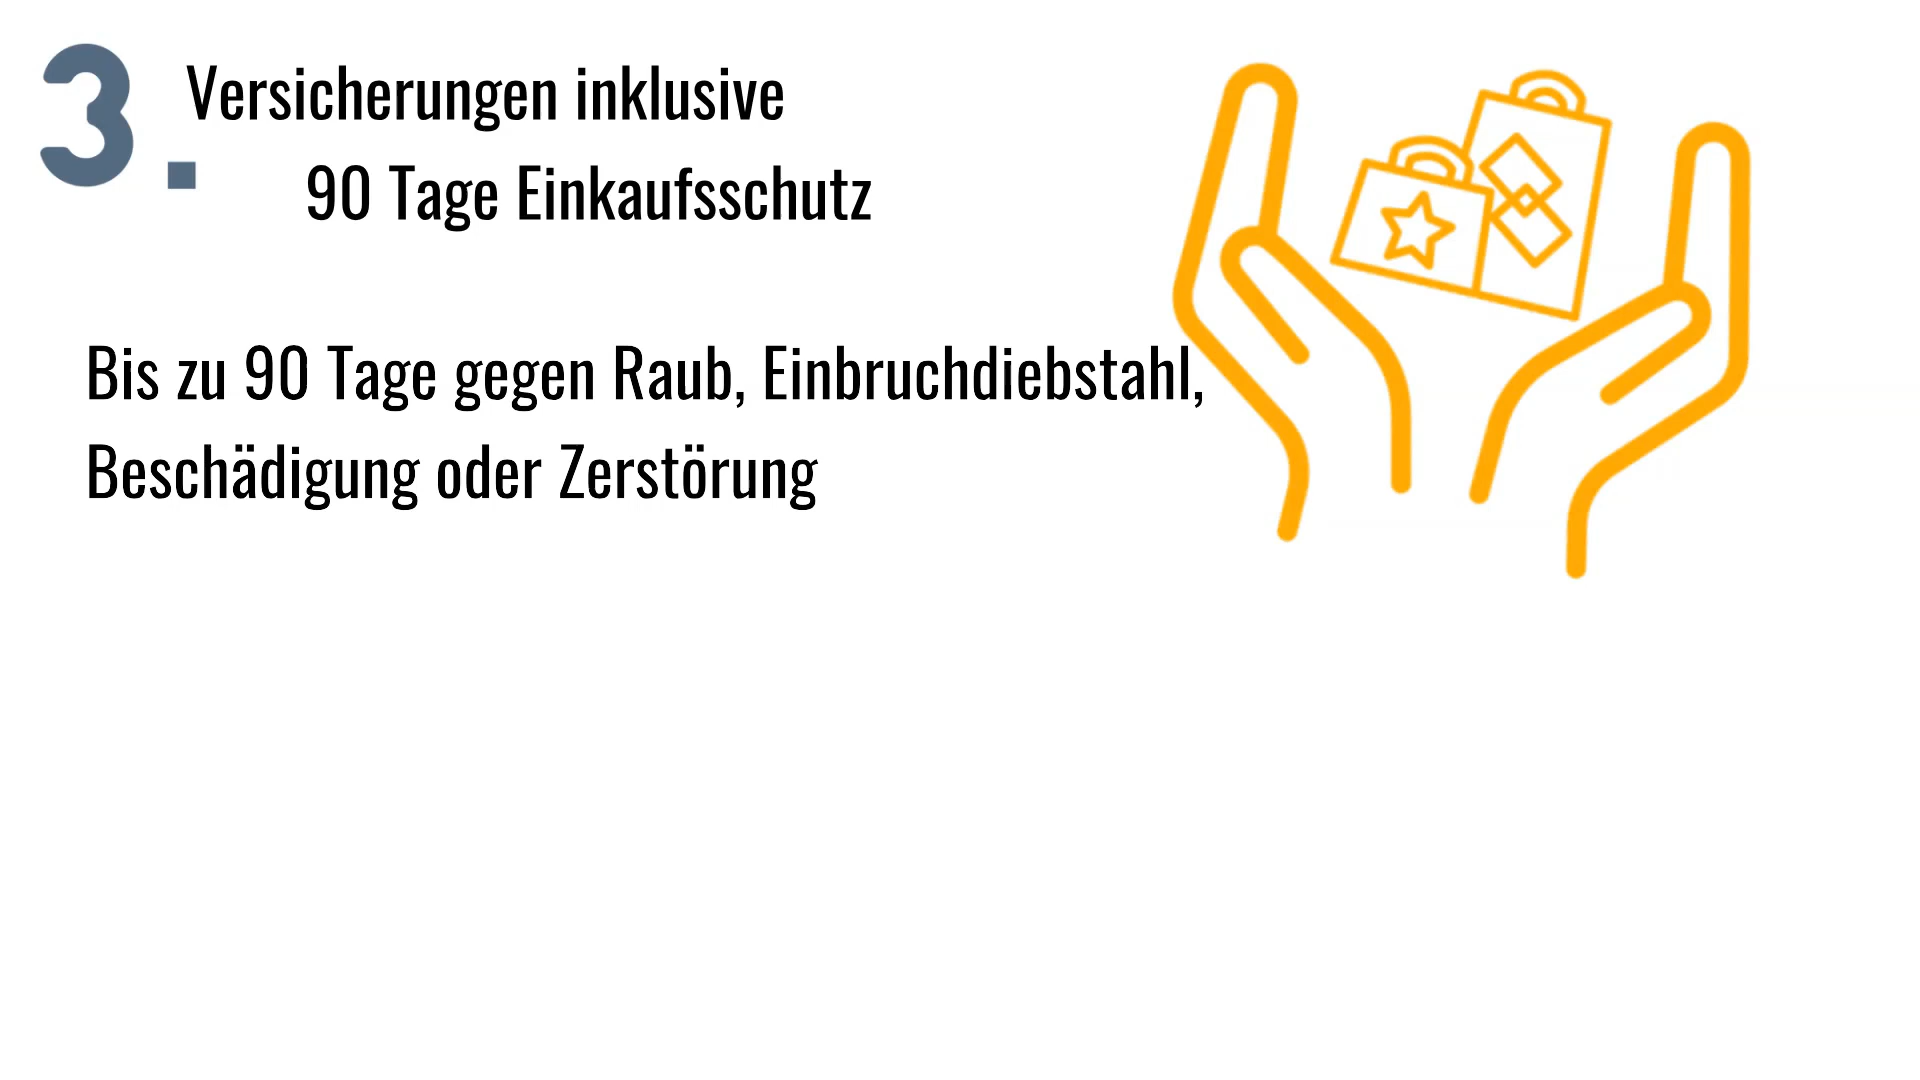 3. Versicherungen inklusive
90 Tage Einkaufsschutz
Bis zu 90 Tage gegen Raub, Einbruchdiebstahl,
Beschädigung oder Zerstörung